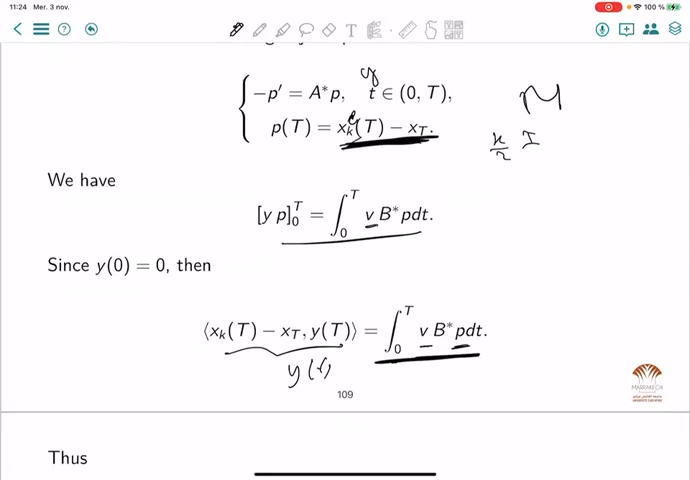 11:24 Mer. 3 nov.
100 %
-p′ = A*p, t ∈ (0, T),
p(T) = x_k(T) − x_T.
We have
[y p]_0^T = ∫_0^T v B* p dt.
Since y(0) = 0, then
⟨x_k(T) − x_T, y(T)⟩ = ∫_0^T v B* p dt.
109
MARRAKECH
Thus